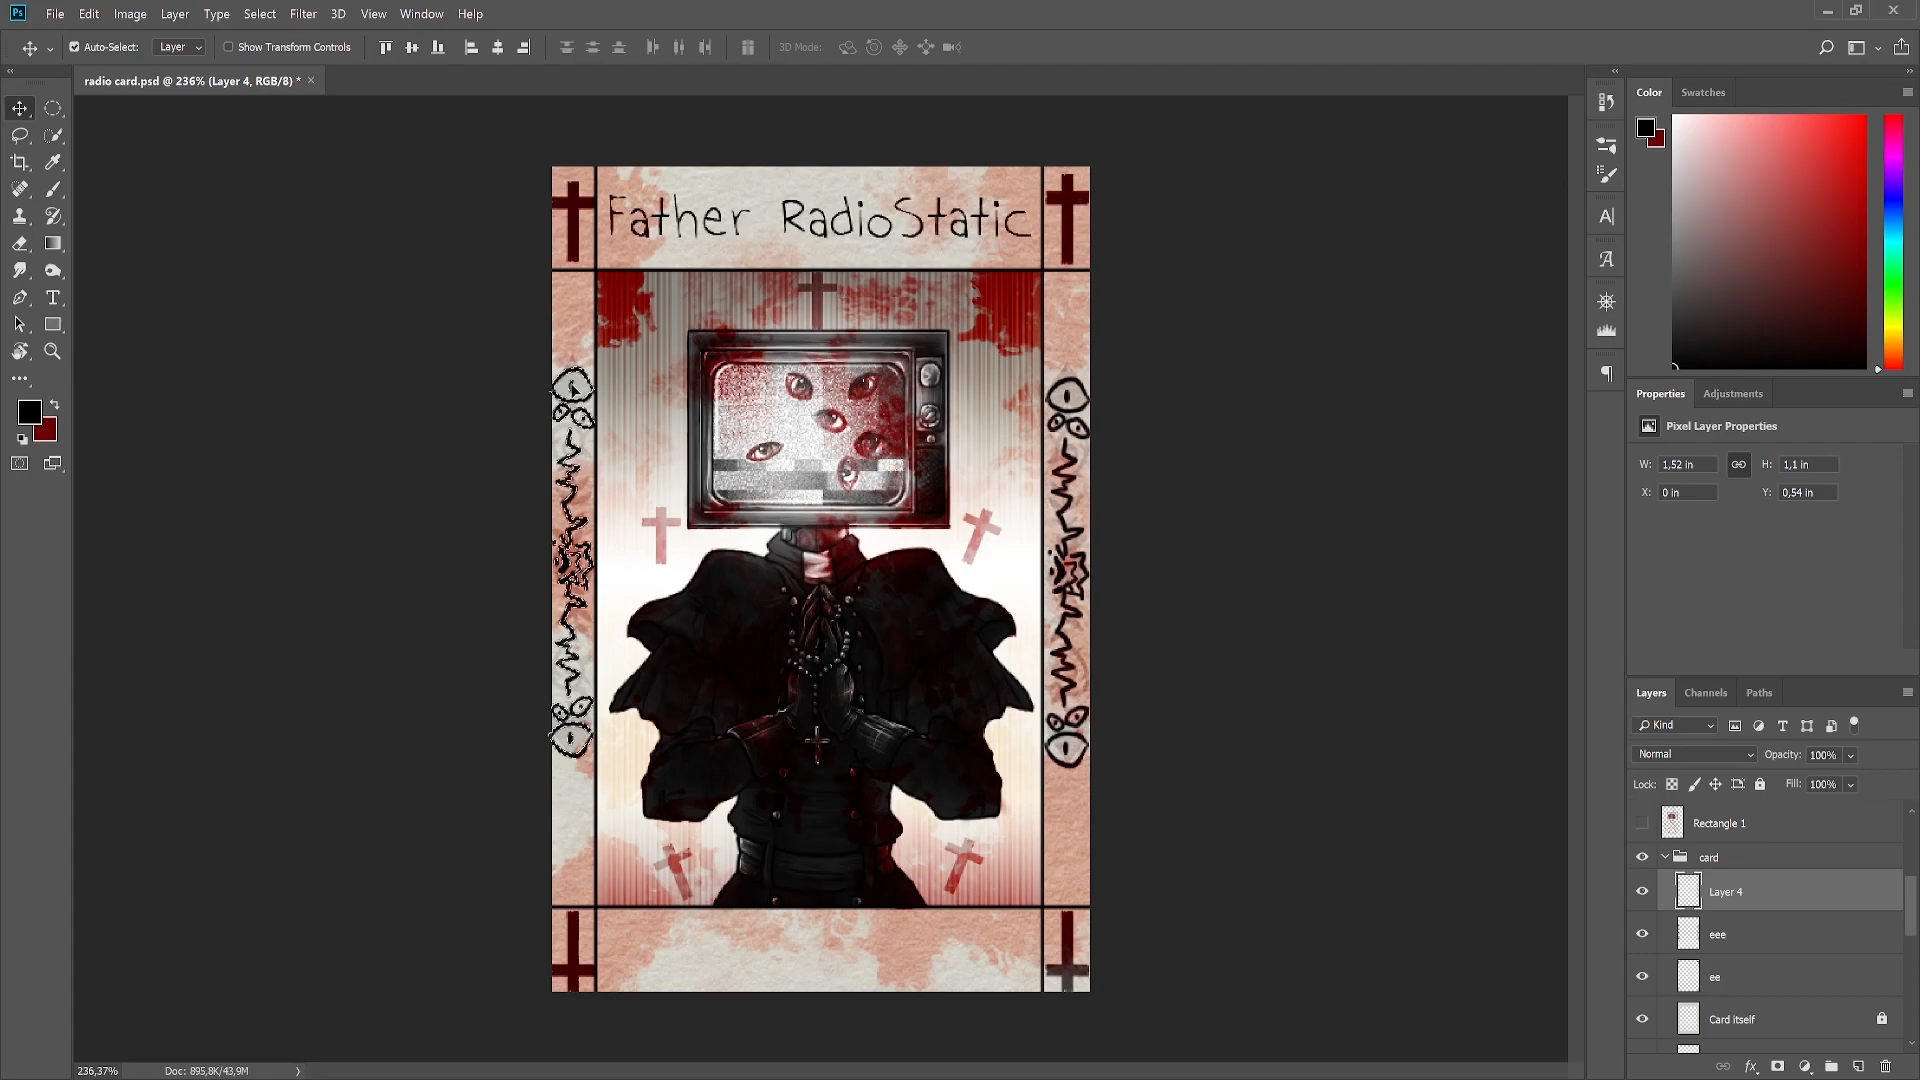 Ps File Edit Image Layer Type Select Filter 3D View Window Help
Auto-Select: Layer Show Transform Controls 3D Mode:
radio card.psd @ 236% (Layer 4, RGB/8) * ×
Father RadioStatic
Color Swatches
Properties Adjustments
Pixel Layer Properties
W: 1,52 in H: 1,1 in
X: 0 in Y: 0,54 in
Layers Channels Paths
Kind
Normal Opacity: 100%
Lock: Fill: 100%
Rectangle 1
card
Layer 4
eee
ee
Card itself
236,37% Doc: 895,8K/43,9M